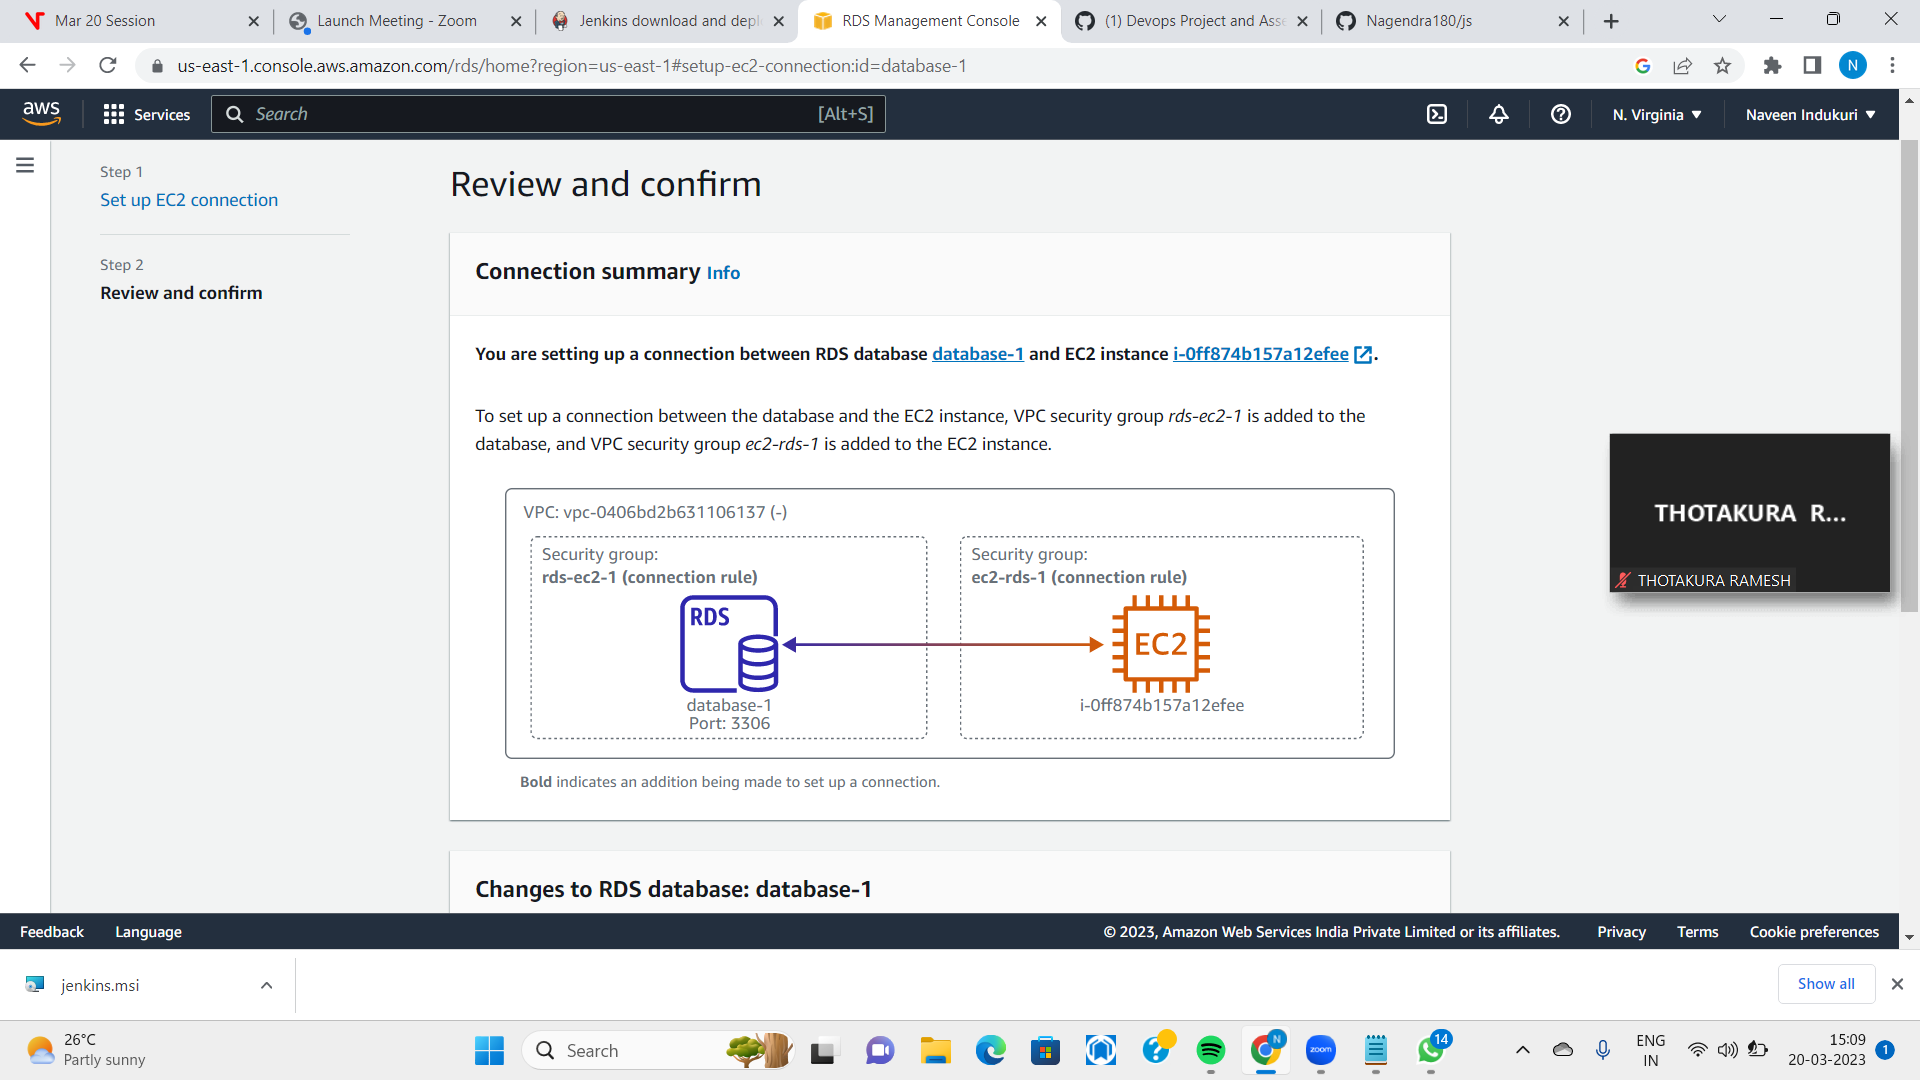 Mar 20 Session
Launch Meeting - Zoom
Jenkins download and depl
RDS Management Console
(1) Devops Project and Asse
Nagendra180/js
us-east-1.console.aws.amazon.com/rds/home?region=us-east-1#setup-ec2-connection:id=database-1
N
aws
Services
Search
[Alt+S]
N. Virginia
Naveen Indukuri
Step 1
Set up EC2 connection
Step 2
Review and confirm
Review and confirm
Connection summary Info
You are setting up a connection between RDS database database-1 and EC2 instance i-0ff874b157a12efee.
To set up a connection between the database and the EC2 instance, VPC security group rds-ec2-1 is added to the
database, and VPC security group ec2-rds-1 is added to the EC2 instance.
VPC: vpc-0406bd2b631106137 (-)
Security group:
rds-ec2-1 (connection rule)
RDS
database-1
Port: 3306
Security group:
ec2-rds-1 (connection rule)
EC2
i-0ff874b157a12efee
Bold indicates an addition being made to set up a connection.
THOTAKURA R...
THOTAKURA RAMESH
Changes to RDS database: database-1
Feedback
Language
© 2023, Amazon Web Services India Private Limited or its affiliates.
Privacy
Terms
Cookie preferences
jenkins.msi
Show all
26°C
Partly sunny
Search
N
zoom
14
ENG
IN
15:09
20-03-2023
1